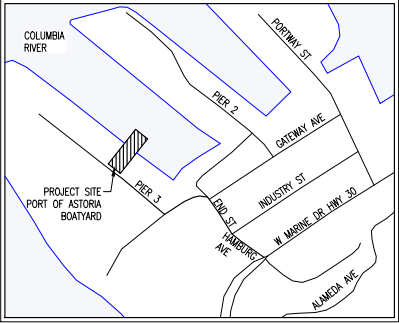 COLUMBIA
RIVER
PORTWAY ST
PIER 2
GATEWAY AVE
PROJECT SITE
PORT OF ASTORIA
BOATYARD
PIER 3
END ST
INDUSTRY ST
HAMBURG
AVE
W MARINE DR HWY 30
ALAMEDA AVE